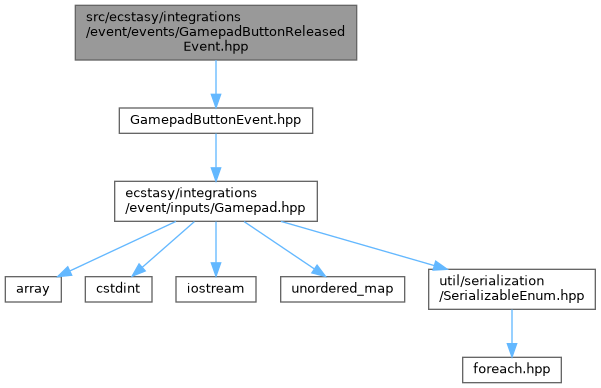 src/ecstasy/integrations
/event/events/GamepadButtonReleased
Event.hpp
GamepadButtonEvent.hpp
ecstasy/integrations
/event/inputs/Gamepad.hpp
array
cstdint
iostream
unordered_map
util/serialization
/SerializableEnum.hpp
foreach.hpp